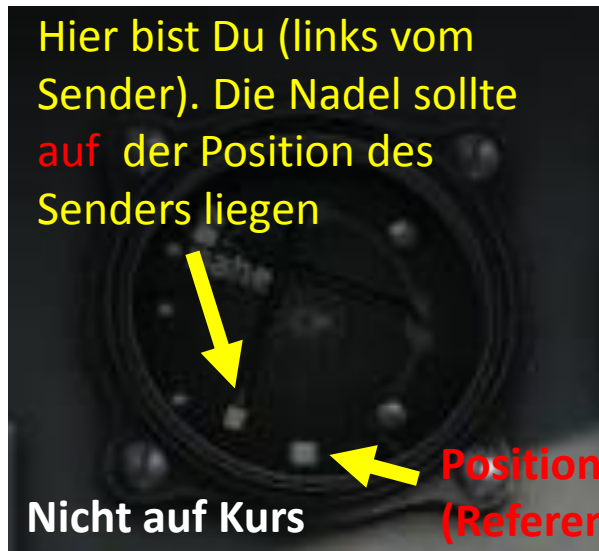 Hier bist Du (links vom
Sender). Die Nadel sollte
auf der Position des
Senders liegen
nahe
Position
(Referen
Nicht auf Kurs